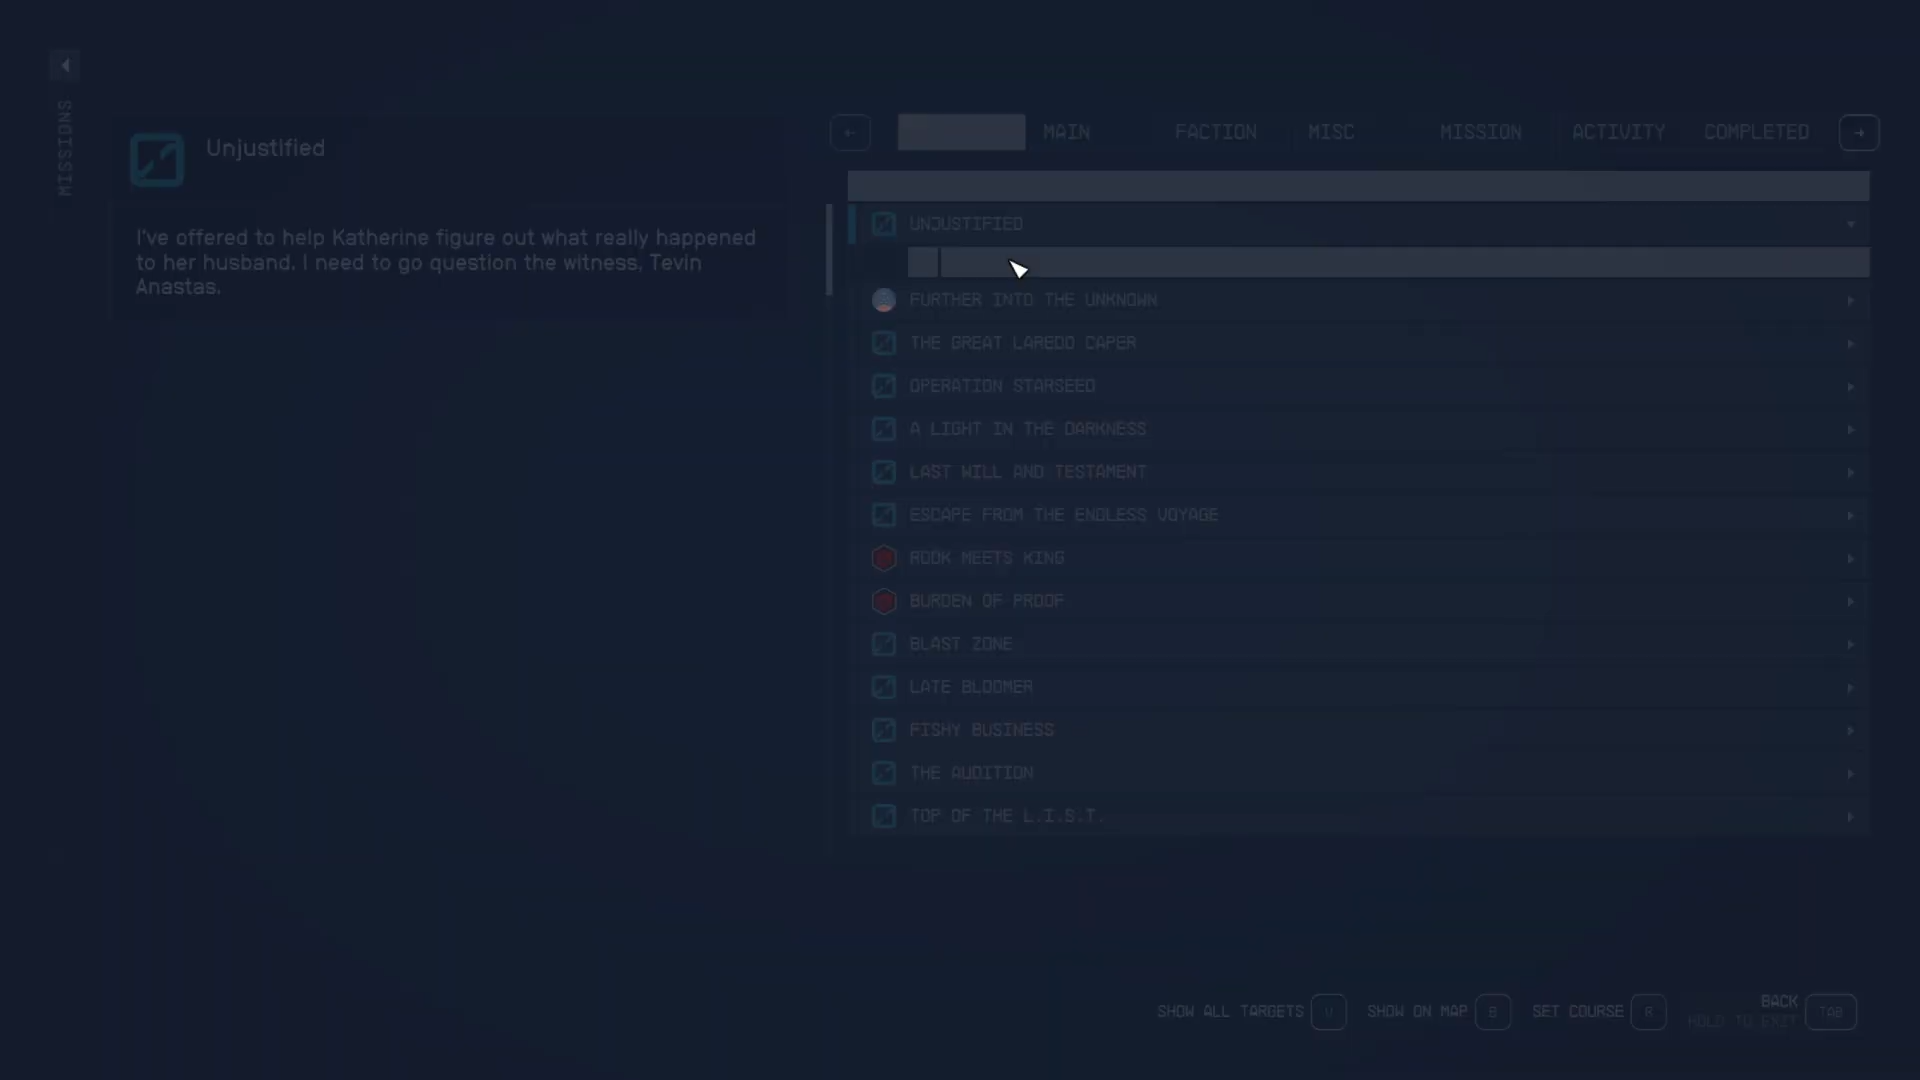 MISSIONS
Unjustified
I've offered to help Katherine figure out what really happened
to her husband. I need to go question the witness, Tevin
Anastas.
MAIN
FACTION
MISC
MISSION
ACTIVITY
COMPLETED
UNJUSTIFIED
FURTHER INTO THE UNKNOWN
THE GREAT LAREDO CAPER
OPERATION STARSEED
A LIGHT IN THE DARKNESS
LAST WILL AND TESTAMENT
ESCAPE FROM THE ENDLESS VOYAGE
ROOK MEETS KING
BURDEN OF PROOF
BLAST ZONE
LATE BLOOMER
FISHY BUSINESS
THE AUDITION
TOP OF THE L.I.S.T.
SHOW ALL TARGETS V
SHOW ON MAP B
SET COURSE R
BACK
HOLD TO EXIT
TAB